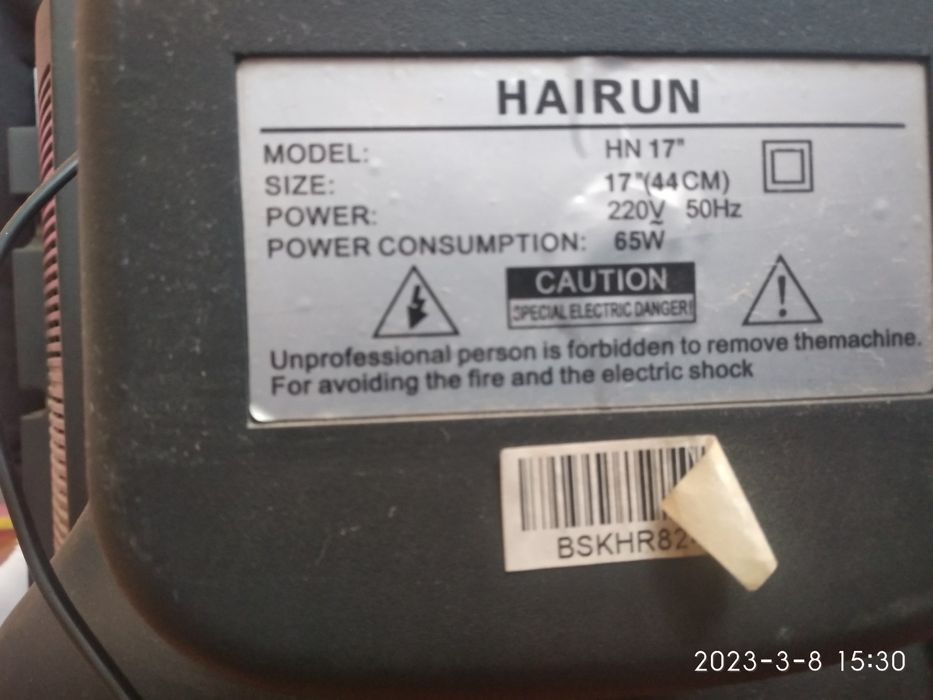 HAIRUN
MODEL: HN 17"
SIZE: 17"(44CM)
POWER: 220V 50Hz
POWER CONSUMPTION: 65W
CAUTION
SPECIAL ELECTRIC DANGER!
Unprofessional person is forbidden to remove themachine.
For avoiding the fire and the electric shock
BSKHR82
2023-3-8 15:30